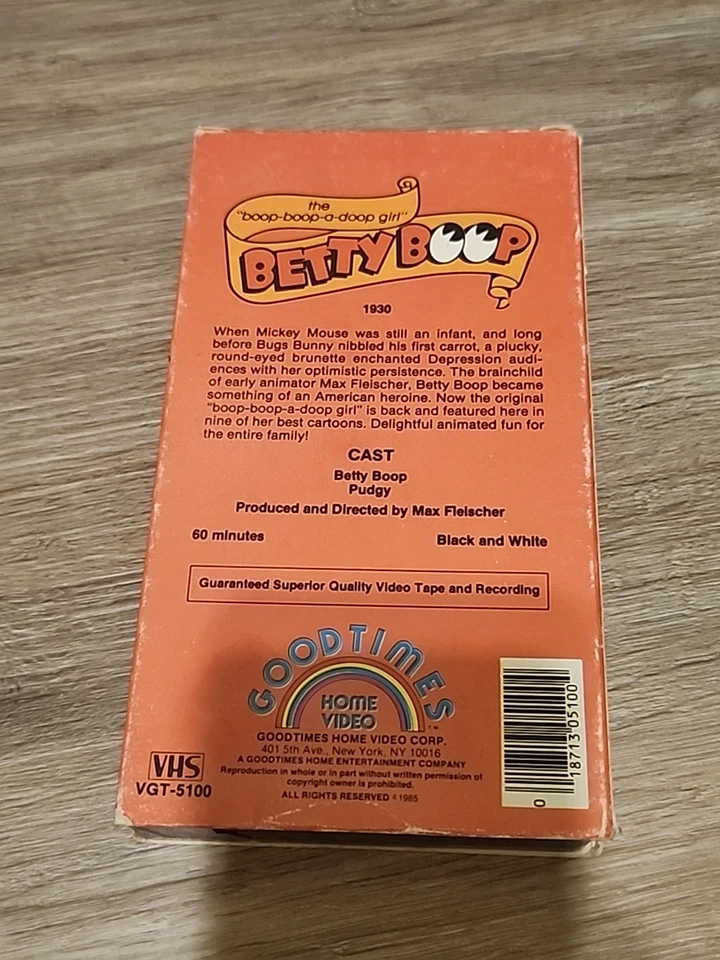 the
"boop-boop-a-doop girl"
BETTY BOOP
1930
When Mickey Mouse was still an infant, and long
before Bugs Bunny nibbled his first carrot, a plucky,
round-eyed brunette enchanted Depression audi-
ences with her optimistic persistence. The brainchild
of early animator Max Fleischer, Betty Boop became
something of an American heroine. Now the original
"boop-boop-a-doop girl" is back and featured here in
nine of her best cartoons. Delightful animated fun for
the entire family!
CAST
Betty Boop
Pudgy
Produced and Directed by Max Fleischer
60 minutes
Black and White
Guaranteed Superior Quality Video Tape and Recording
GOODTIMES
HOME
VIDEO
TM
GOODTIMES HOME VIDEO CORP.
401 5th Ave., New York, NY 10016
A GOODTIMES HOME ENTERTAINMENT COMPANY
Reproduction in whole or in part without written permission of
copyright owner is prohibited.
ALL RIGHTS RESERVED © 1985
VHS
VGT-5100
0 18713 05100